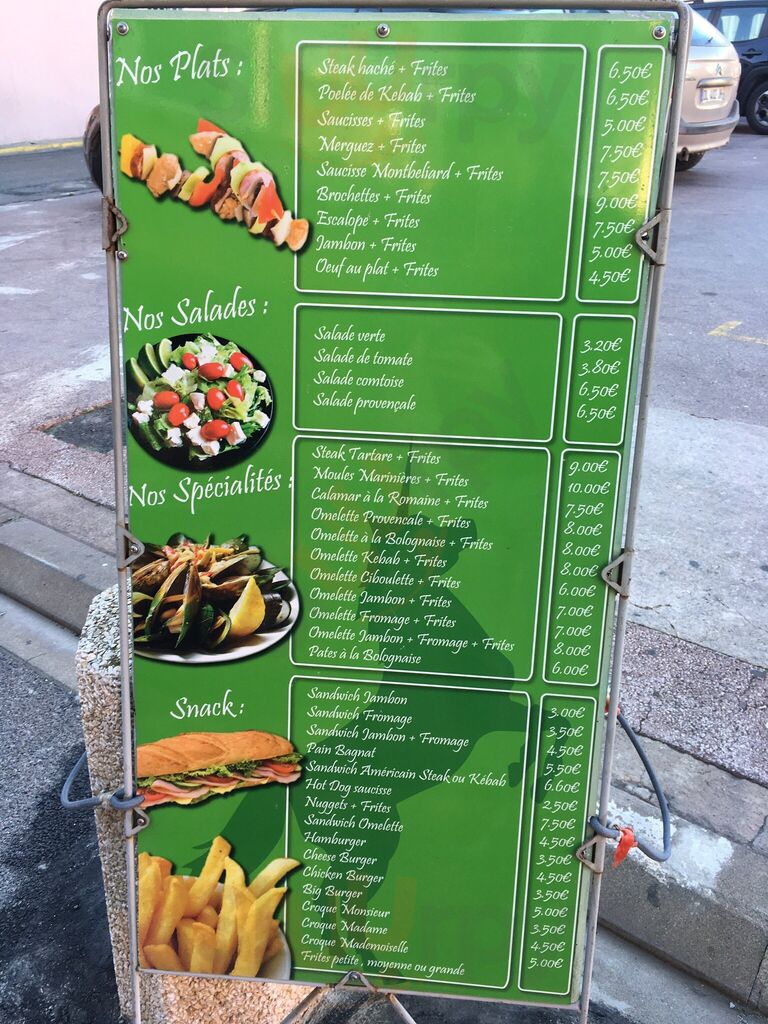 Nos Plats :
Steak haché + Frites 6.50€
Poelée de Kebab + Frites 6.50€
Saucisses + Frites 5.00€
Merguez + Frites 7.50€
Saucisse Montbeliard + Frites 7.50€
Brochettes + Frites 9.00€
Escalope + Frites 7.50€
Jambon + Frites 5.00€
Oeuf au plat + Frites 4.50€
Nos Salades :
Salade verte 3.20€
Salade de tomate 3.80€
Salade comtoise 6.50€
Salade provençale 6.50€
Nos Spécialités :
Steak Tartare + Frites 9.00€
Moules Marinières + Frites 10.00€
Calamar à la Romaine + Frites 7.50€
Omelette Provencale + Frites 8.00€
Omelette à la Bolognaise + Frites 8.00€
Omelette Kebab + Frites 8.00€
Omelette Ciboulette + Frites 6.00€
Omelette Jambon + Frites 7.00€
Omelette Fromage + Frites 7.00€
Omelette Jambon + Fromage + Frites 8.00€
Pates à la Bolognaise 6.00€
Snack :
Sandwich Jambon 3.00€
Sandwich Fromage 3.50€
Sandwich Jambon + Fromage 4.50€
Pain Bagnat 5.50€
Sandwich Américain Steak ou Kébab 6.60€
Hot Dog saucisse 2.50€
Nuggets + Frites 7.50€
Sandwich Omelette 4.50€
Hamburger 3.50€
Cheese Burger 4.50€
Chicken Burger 3.50€
Big Burger 5.00€
Croque Monsieur 3.50€
Croque Madame 4.50€
Croque Mademoiselle 5.00€
Frites petite , moyenne ou grande